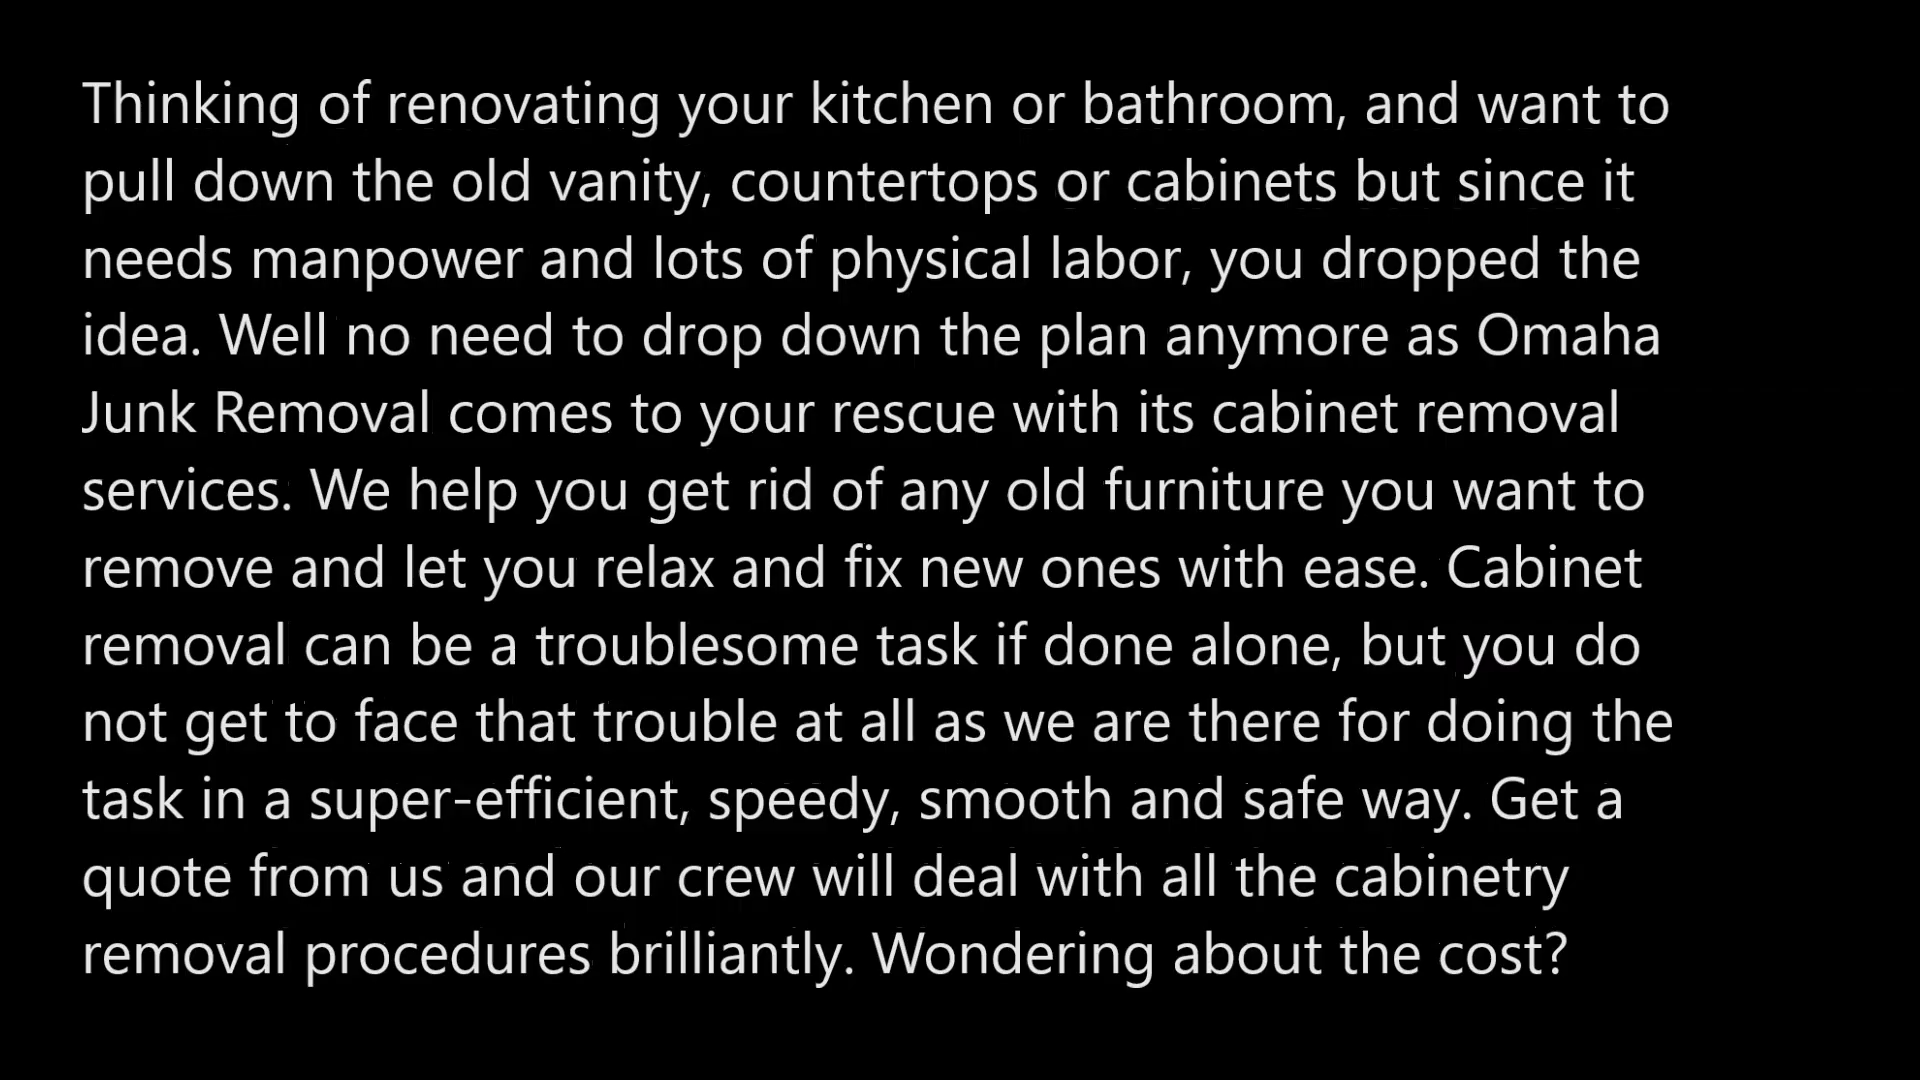 Thinking of renovating your kitchen or bathroom, and want to
pull down the old vanity, countertops or cabinets but since it
needs manpower and lots of physical labor, you dropped the
idea. Well no need to drop down the plan anymore as Omaha
Junk Removal comes to your rescue with its cabinet removal
services. We help you get rid of any old furniture you want to
remove and let you relax and fix new ones with ease. Cabinet
removal can be a troublesome task if done alone, but you do
not get to face that trouble at all as we are there for doing the
task in a super-efficient, speedy, smooth and safe way. Get a
quote from us and our crew will deal with all the cabinetry
removal procedures brilliantly. Wondering about the cost?